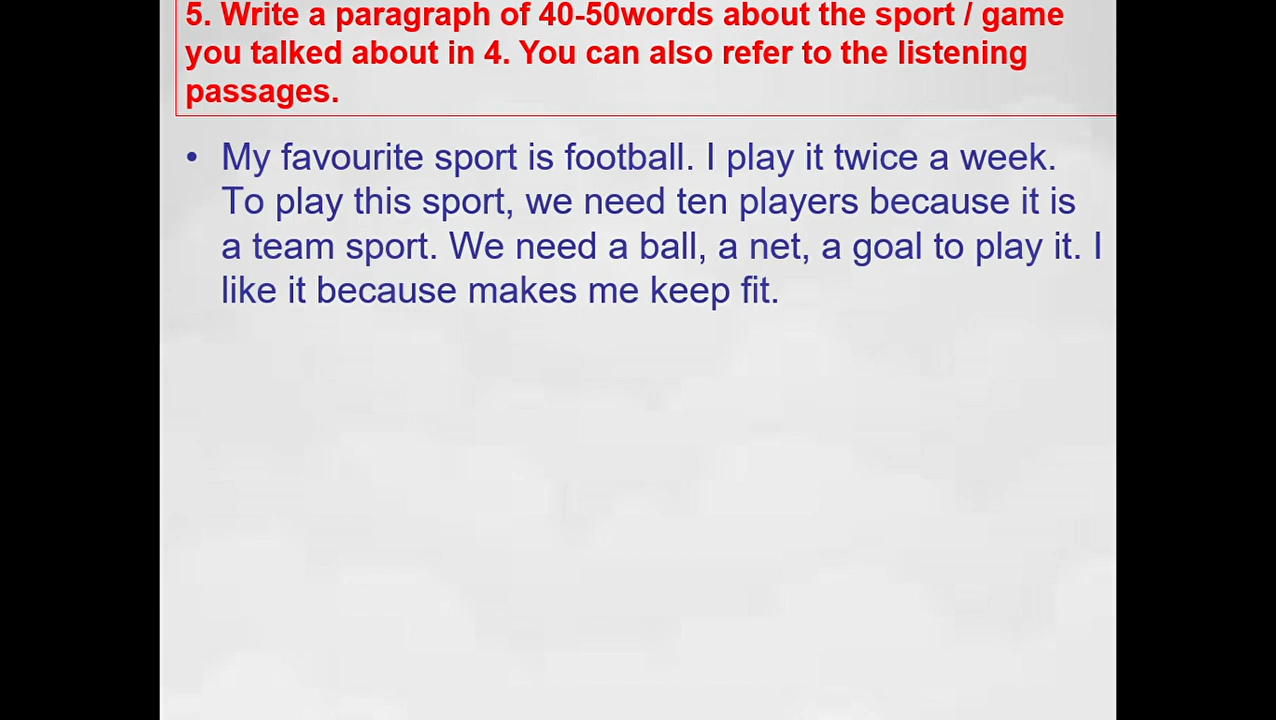 5. Write a paragraph of 40-50words about the sport / game
you talked about in 4. You can also refer to the listening
passages.
• My favourite sport is football. I play it twice a week.
To play this sport, we need ten players because it is
a team sport. We need a ball, a net, a goal to play it. I
like it because makes me keep fit.